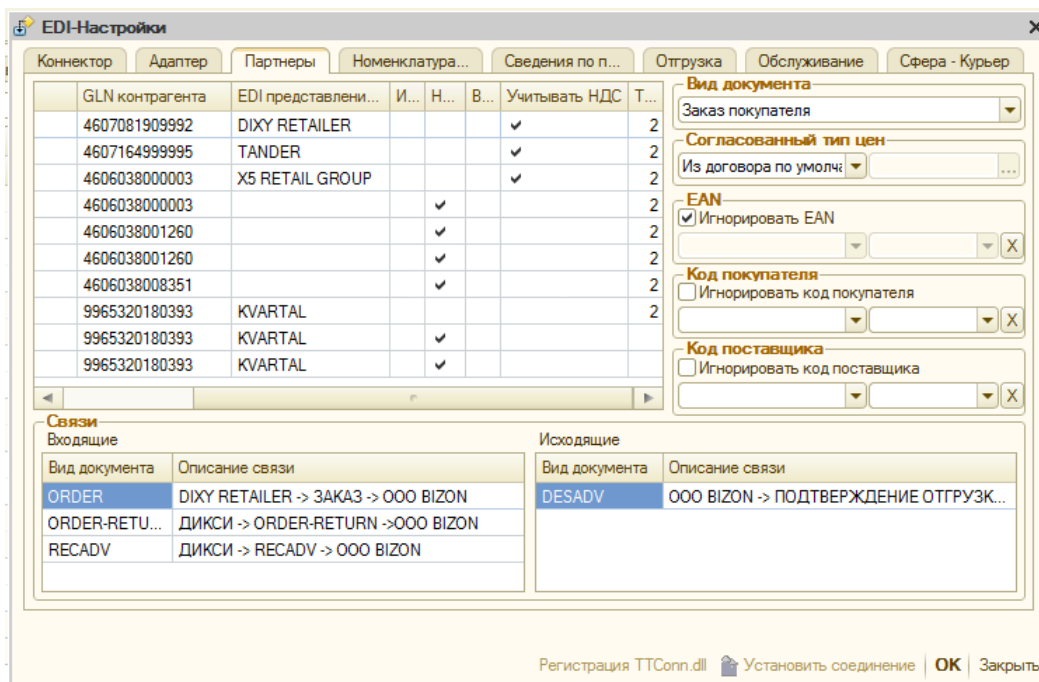 EDI-Настройки
Коннектор Адаптер Партнеры Номенклатура... Сведения по п... Отгрузка Обслуживание Сфера - Курьер
GLN контрагента EDI представлени... И... Н... В... Учитывать НДС Т...
4607081909992 DIXY RETAILER 2
4607164999995 TANDER 2
4606038000003 X5 RETAIL GROUP 2
4606038000003 2
4606038001260 2
4606038001260 2
4606038008351 2
9965320180393 KVARTAL 2
9965320180393 KVARTAL
9965320180393 KVARTAL
Вид документа
Заказ покупателя
Согласованный тип цен
Из договора по умолча ...
EAN
Игнорировать EAN
X
Код покупателя
Игнорировать код покупателя
X
Код поставщика
Игнорировать код поставщика
X
Связи
Входящие
Вид документа Описание связи
ORDER DIXY RETAILER -> ЗАКАЗ -> ООО BIZON
ORDER-RETU... ДИКСИ -> ORDER-RETURN ->ООО BIZON
RECADV ДИКСИ -> RECADV -> ООО BIZON
Исходящие
Вид документа Описание связи
DESADV ООО BIZON -> ПОДТВЕРЖДЕНИЕ ОТГРУЗК...
Регистрация TTConn.dll Установить соединение OK Закрыть